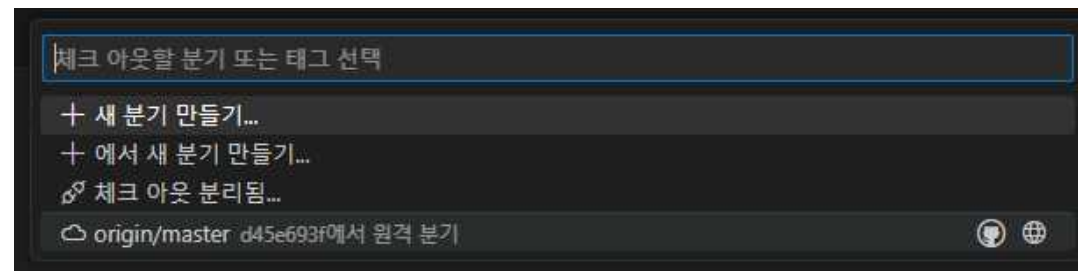 체크 아웃할 분기 또는 태그 선택
새 분기 만들기...
에서 새 분기 만들기...
체크 아웃 분리됨...
origin/master d45e693f에서 원격 분기